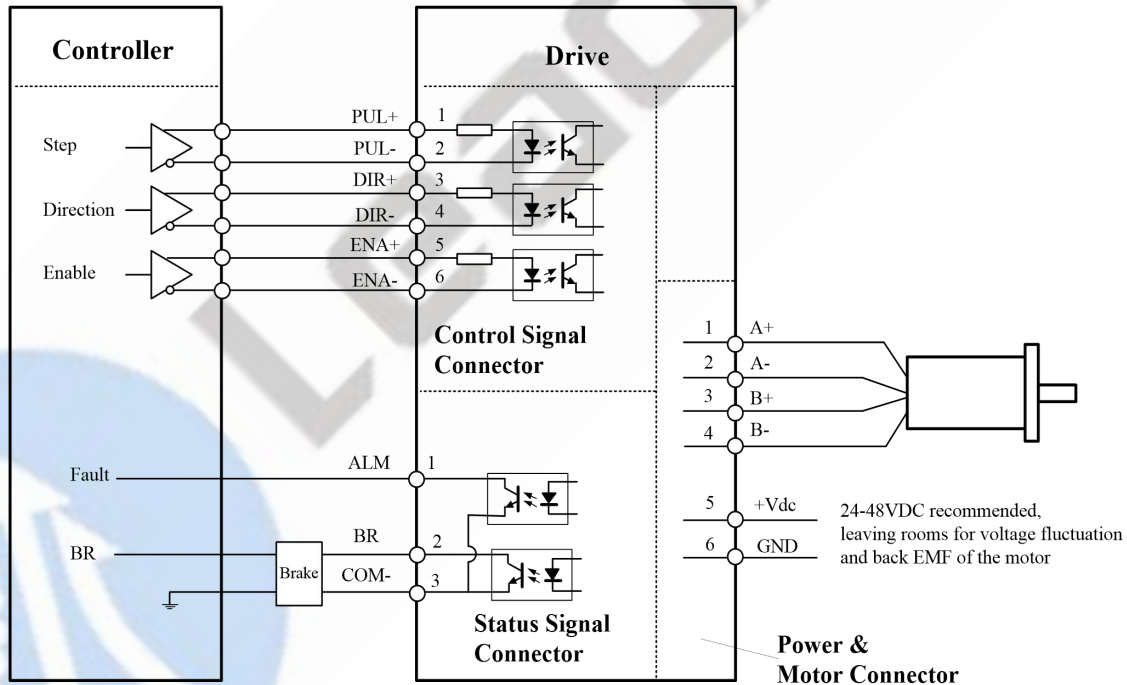 Controller
Drive
Step
PUL+ 1
PUL- 2
Direction
DIR+ 3
DIR- 4
Enable
ENA+ 5
ENA- 6
Control Signal
Connector
1 A+
2 A-
3 B+
4 B-
Fault
ALM 1
BR
BR 2
Brake
COM- 3
Status Signal
Connector
5 +Vdc
6 GND
24-48VDC recommended,
leaving rooms for voltage fluctuation
and back EMF of the motor
Power &
Motor Connector